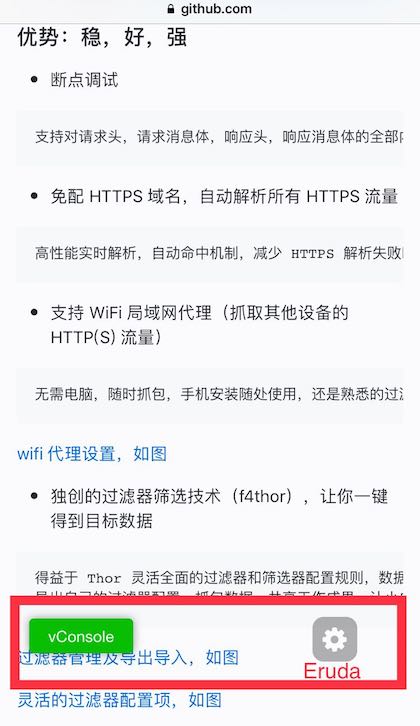 github.com
优势：稳，好，强
断点调试
支持对请求头，请求消息体，响应头，响应消息体的全部
免配 HTTPS 域名，自动解析所有 HTTPS 流量
高性能实时解析，自动命中机制，减少 HTTPS 解析失败
支持 WiFi 局域网代理（抓取其他设备的
HTTP(S) 流量）
无需电脑，随时抓包，手机安装随处使用，还是熟悉的过
wifi 代理设置，如图
独创的过滤器筛选技术（f4thor），让你一键
得到目标数据
得益于 Thor 灵活全面的过滤器和筛选器配置规则，数据
vConsole
过滤器管理及导出导入，如图
Eruda
灵活的过滤器配置项，如图